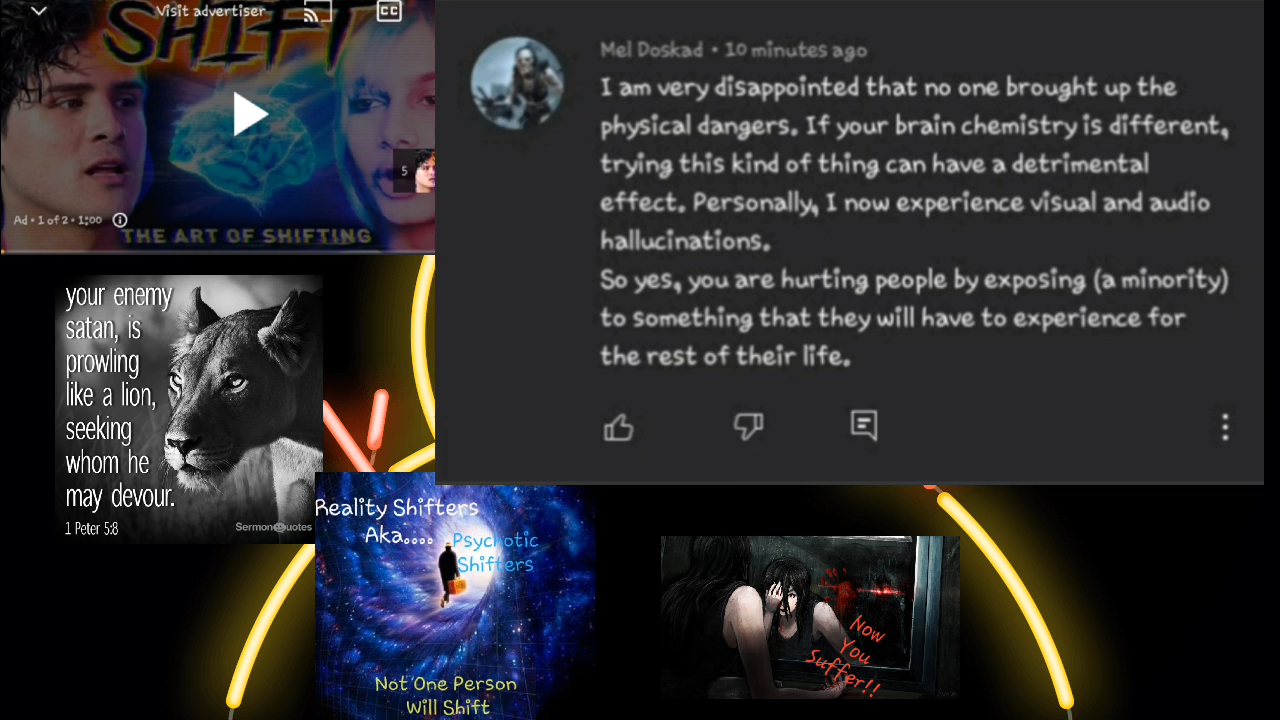 Visit advertiser
CC
SHIFT
5
Ad • 1 of 2 • 1:00
THE ART OF SHIFTING
Mel Doskad • 10 minutes ago
I am very disappointed that no one brought up the
physical dangers. If your brain chemistry is different,
trying this kind of thing can have a detrimental
effect. Personally, I now experience visual and audio
hallucinations.
So yes, you are hurting people by exposing (a minority)
to something that they will have to experience for
the rest of their life.
your enemy
satan, is
prowling
like a lion,
seeking
whom he
may devour.
1 Peter 5:8
SermonQuotes
Reality Shifters
Aka....
Psychotic
Shifters
Not One Person
Will Shift
Now
You
Suffer!!